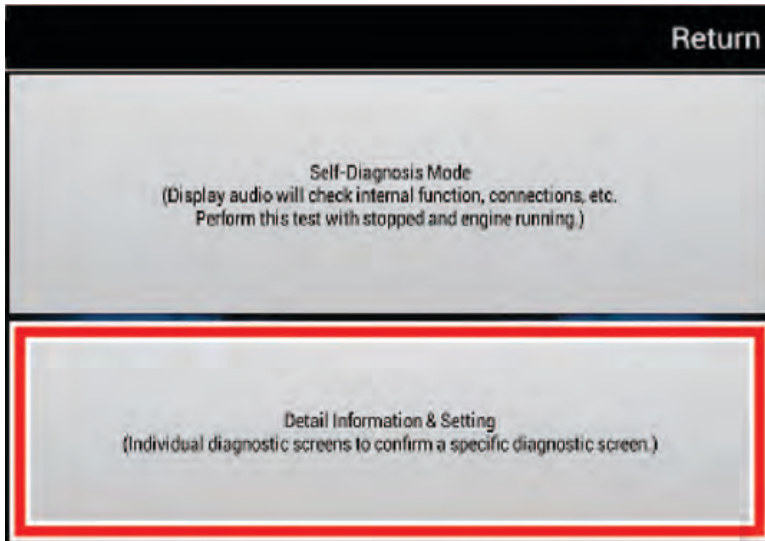 Return
Self-Diagnosis Mode
(Display audio will check internal function, connections, etc.
Perform this test with stopped and engine running.)
Detail Information & Setting
(Individual diagnostic screens to confirm a specific diagnostic screen.)